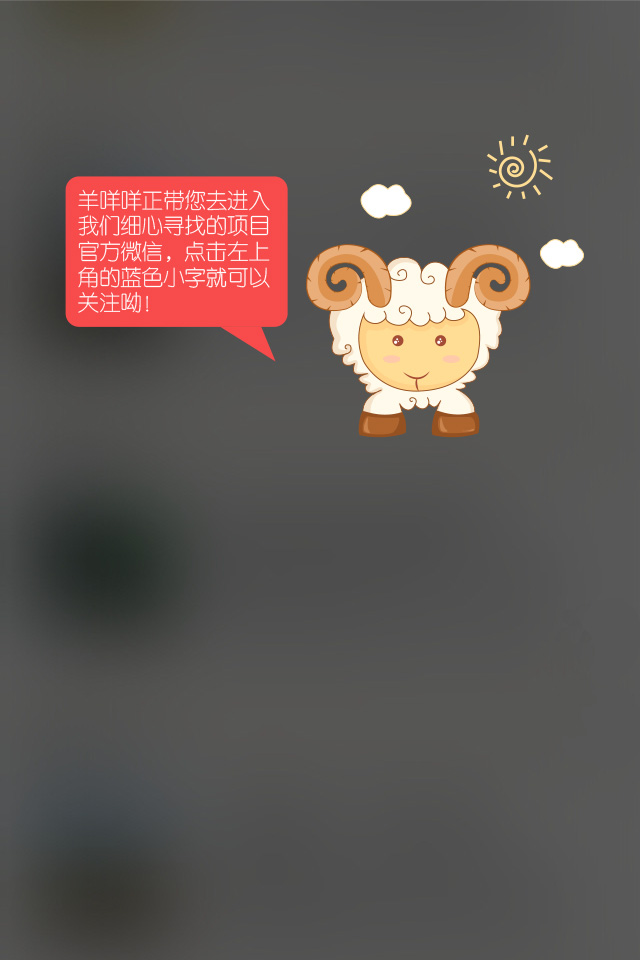 羊咩咩正带您去进入
我们细心寻找的项目
官方微信，点击左上
角的蓝色小字就可以
关注呦！